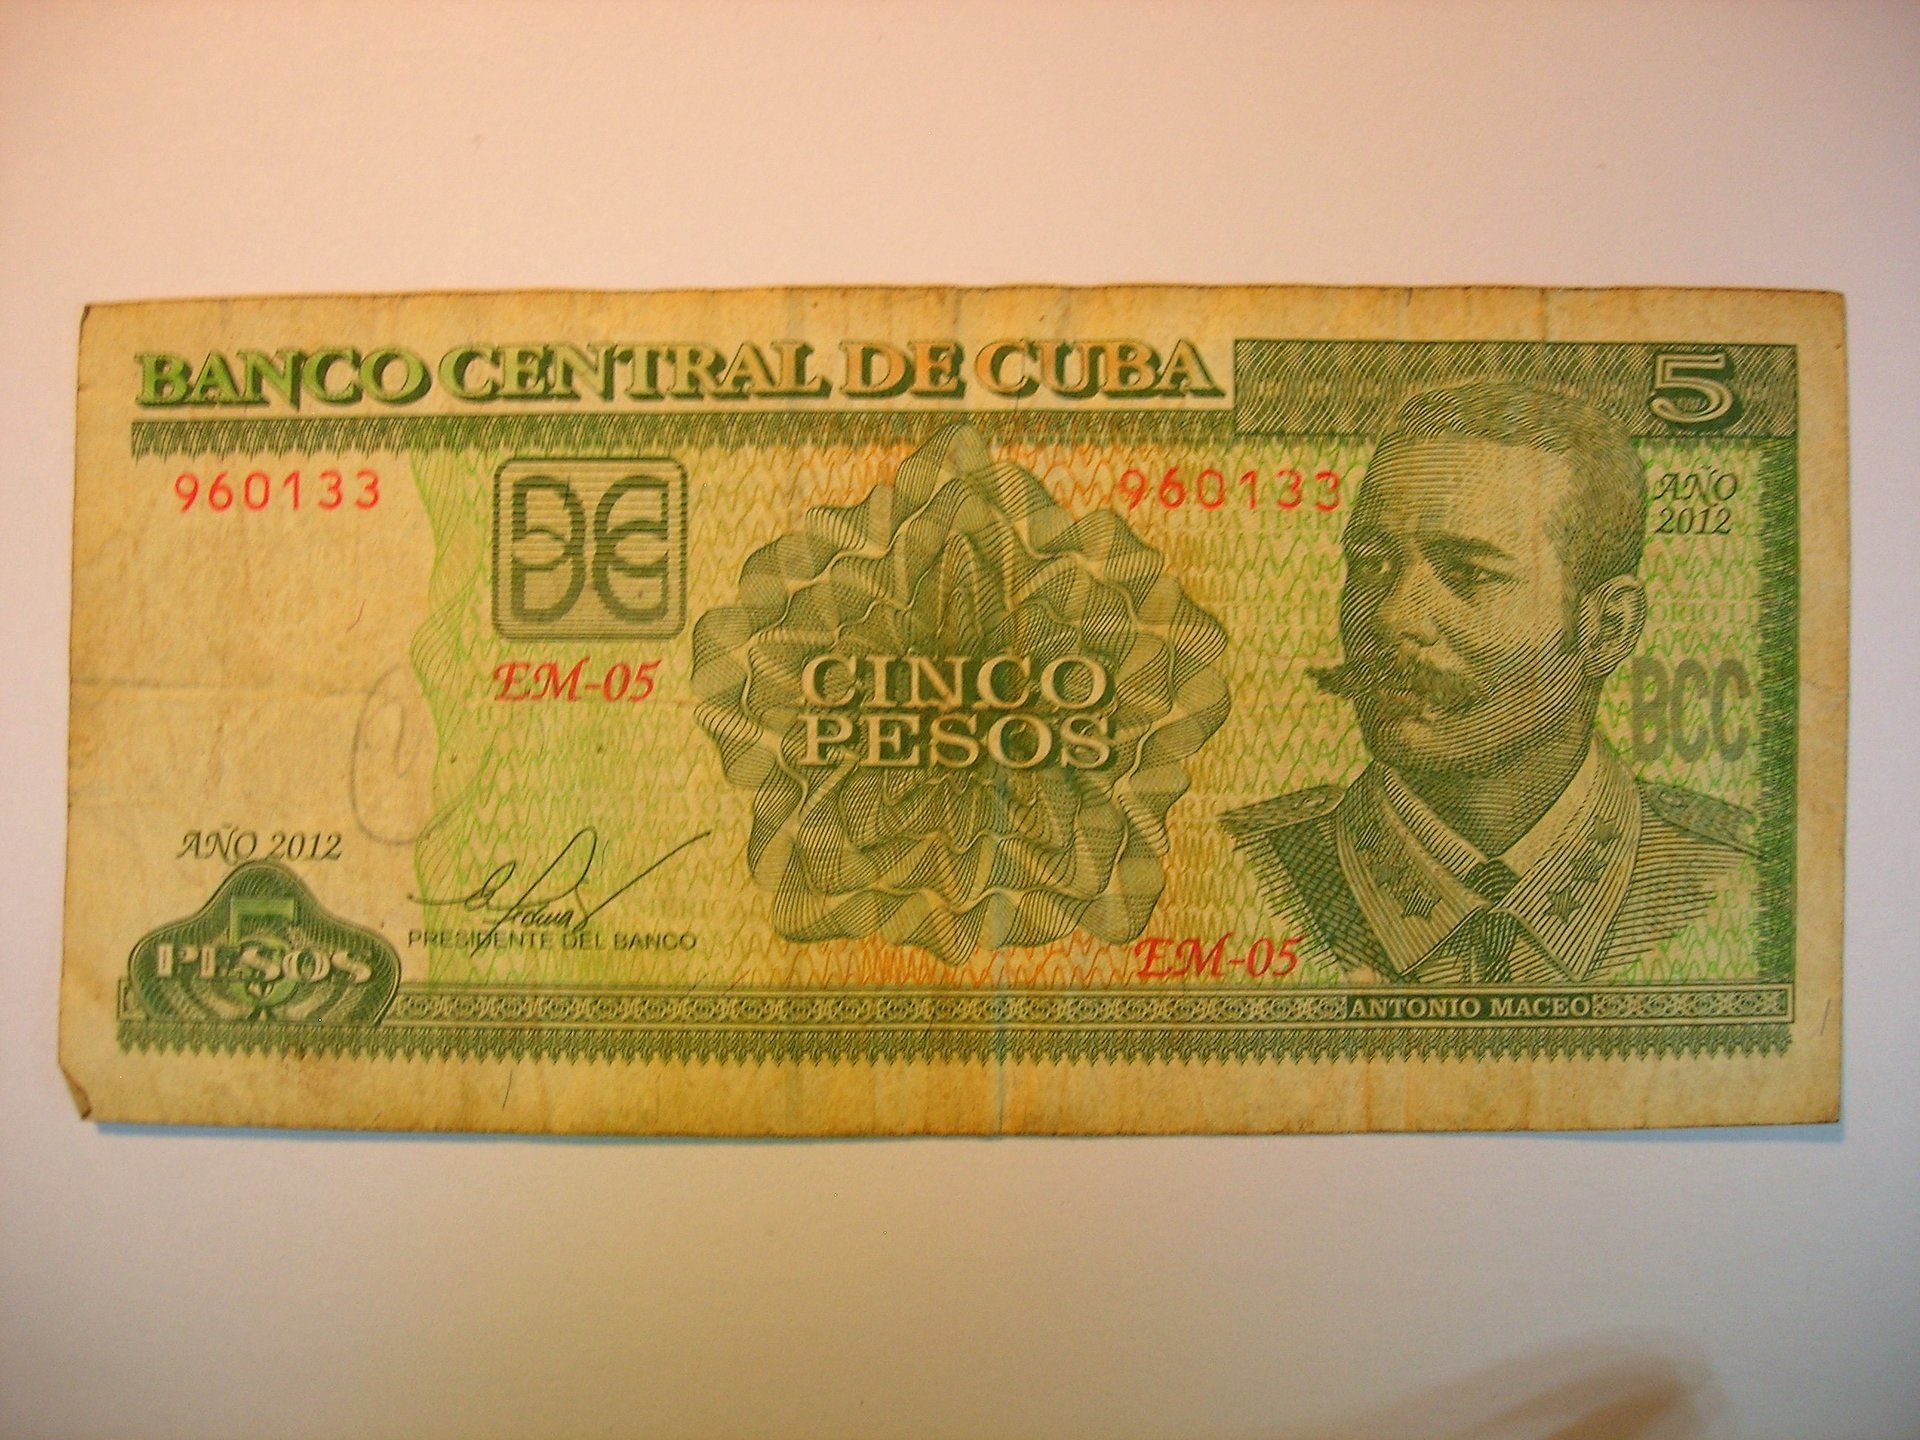 BANCO CENTRAL DE CUBA
5
960133
960133
AÑO
2012
EM-05
CINCO
PESOS
BCC
AÑO 2012
5
PESOS
PRESIDENTE DEL BANCO
EM-05
ANTONIO MACEO